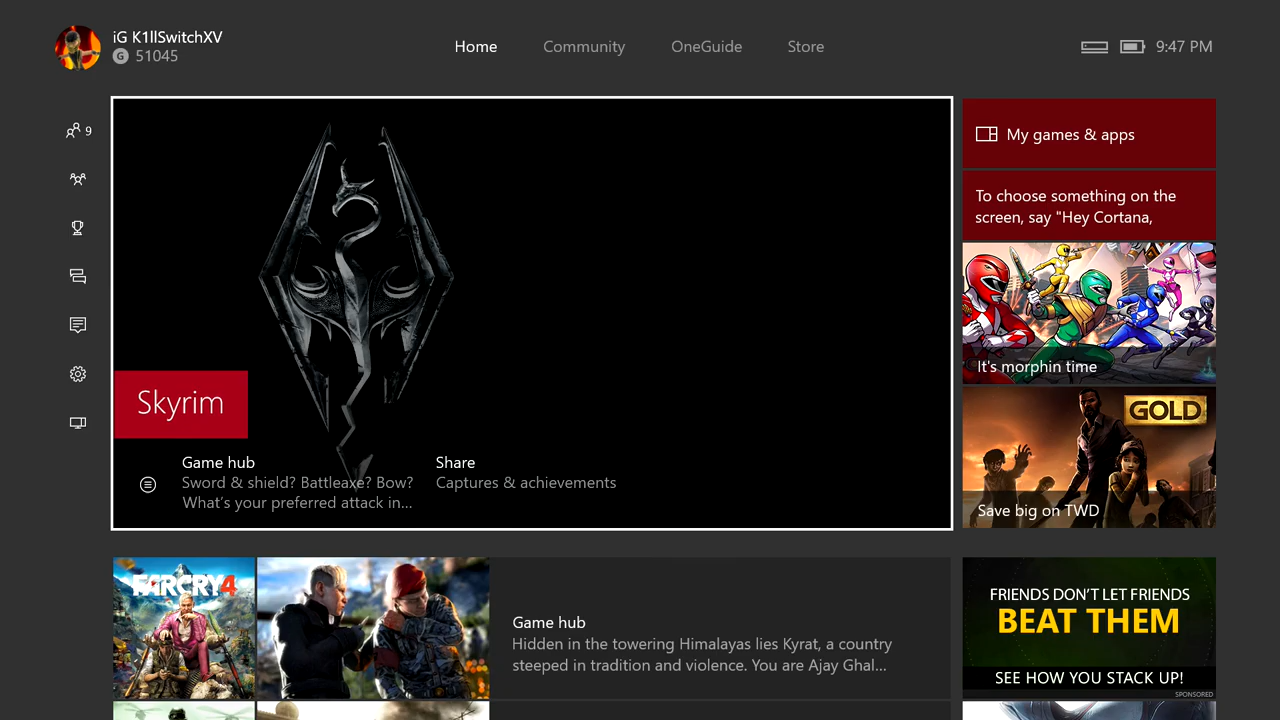 iG K1llSwitchXV
G 51045
Home
Community
OneGuide
Store
9:47 PM
9
Skyrim
Game hub
Sword & shield? Battleaxe? Bow?
What's your preferred attack in...
Share
Captures & achievements
My games & apps
To choose something on the
screen, say "Hey Cortana,
It's morphin time
GOLD
Save big on TWD
FARCRY4
Game hub
Hidden in the towering Himalayas lies Kyrat, a country
steeped in tradition and violence. You are Ajay Ghal...
FRIENDS DON'T LET FRIENDS
BEAT THEM
SEE HOW YOU STACK UP!
SPONSORED